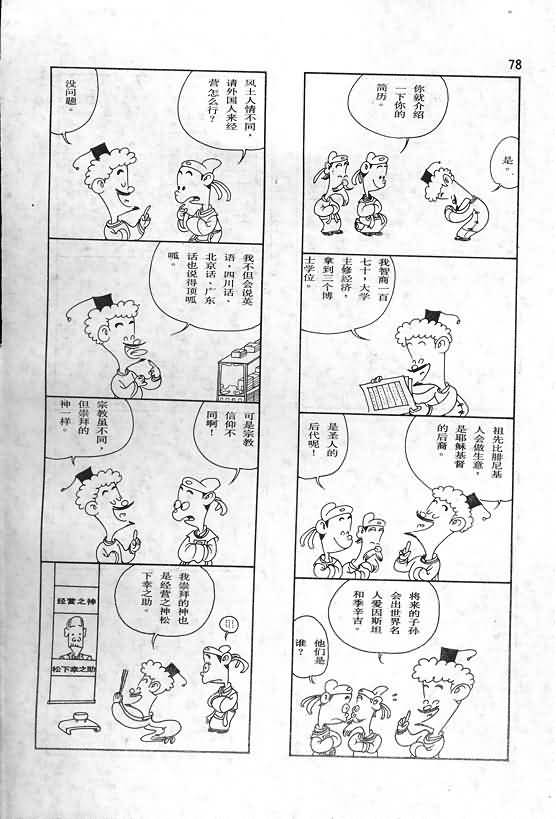 78
你就介绍
一下你的
简历。
是。
我智商一百
七十，大学
主修经济，
拿到三个博
士学位。
祖先比腓尼基
人会做生意，
是耶稣基督
的后裔。
是圣人的
后代呢！
将来的子孙
会出世界名
人爱因斯坦
和季辛吉。
他们是
谁？
风土人情不同，
请外国人来经
营怎么行？
没问题。
我不但会说英
语，四川话、
北京话、广东
话也说得顶呱
呱。
可是宗教
信仰不
同啊！
宗教虽不同，
但崇拜的
神一样。
我崇拜的神也
是经营之神松
下幸之助。
!!!
经营之神
松下幸之助